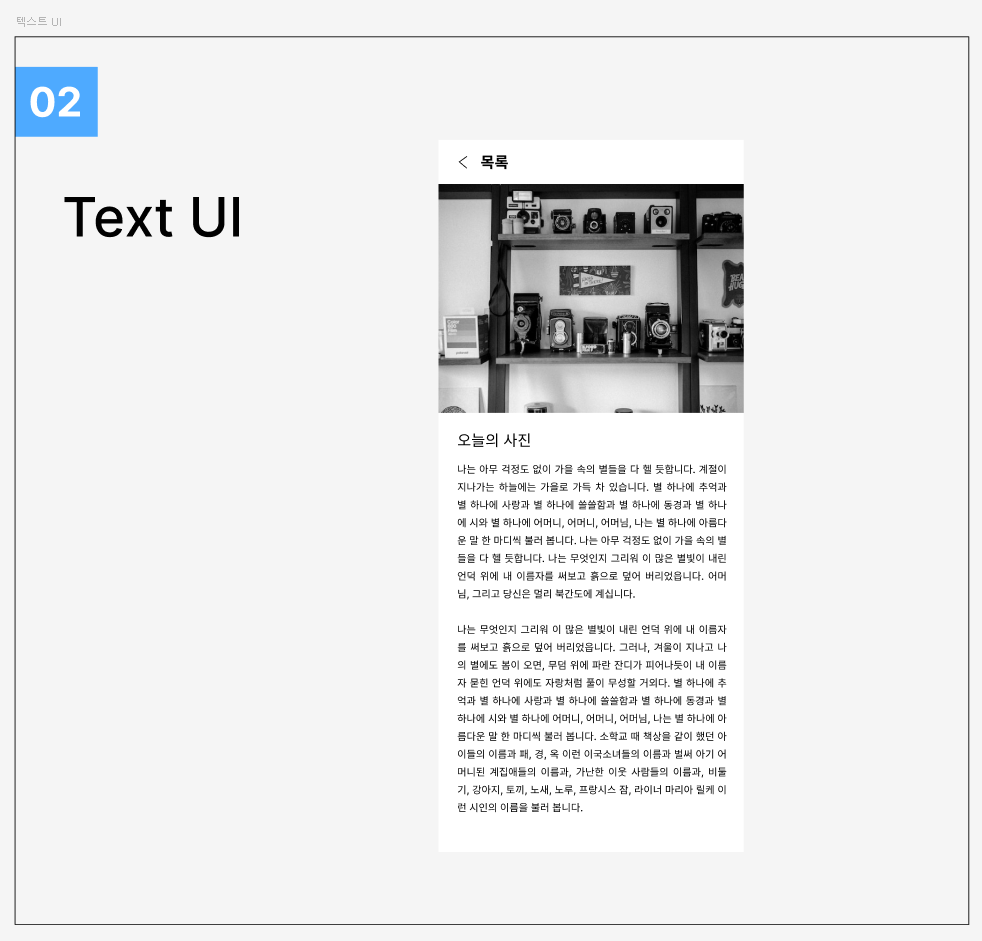 텍스트 UI
02
Text UI
목록
오늘의 사진
나는 아무 걱정도 없이 가을 속의 별들을 다 헬 듯합니다. 계절이
지나가는 하늘에는 가을로 가득 차 있습니다. 별 하나에 추억과
별 하나에 사랑과 별 하나에 쓸쓸함과 별 하나에 동경과 별 하나
에 시와 별 하나에 어머니, 어머니, 어머님, 나는 별 하나에 아름다
운 말 한 마디씩 불러 봅니다. 나는 아무 걱정도 없이 가을 속의 별
들을 다 헬 듯합니다. 나는 무엇인지 그리워 이 많은 별빛이 내린
언덕 위에 내 이름자를 써보고 흙으로 덮어 버리었읍니다. 어머
님, 그리고 당신은 멀리 북간도에 계십니다.
나는 무엇인지 그리워 이 많은 별빛이 내린 언덕 위에 내 이름자
를 써보고 흙으로 덮어 버리었읍니다. 그러나, 겨울이 지나고 나
의 별에도 봄이 오면, 무덤 위에 파란 잔디가 피어나듯이 내 이름
자 묻힌 언덕 위에도 자랑처럼 풀이 무성할 거외다. 별 하나에 추
억과 별 하나에 사랑과 별 하나에 쓸쓸함과 별 하나에 동경과 별
하나에 시와 별 하나에 어머니, 어머니, 어머님, 나는 별 하나에 아
름다운 말 한 마디씩 불러 봅니다. 소학교 때 책상을 같이 했던 아
이들의 이름과 패, 경, 옥 이런 이국소녀들의 이름과 벌써 아기 어
머니된 계집애들의 이름과, 가난한 이웃 사람들의 이름과, 비둘
기, 강아지, 토끼, 노새, 노루, 프랑시스 잠, 라이너 마리아 릴케 이
런 시인의 이름을 불러 봅니다.